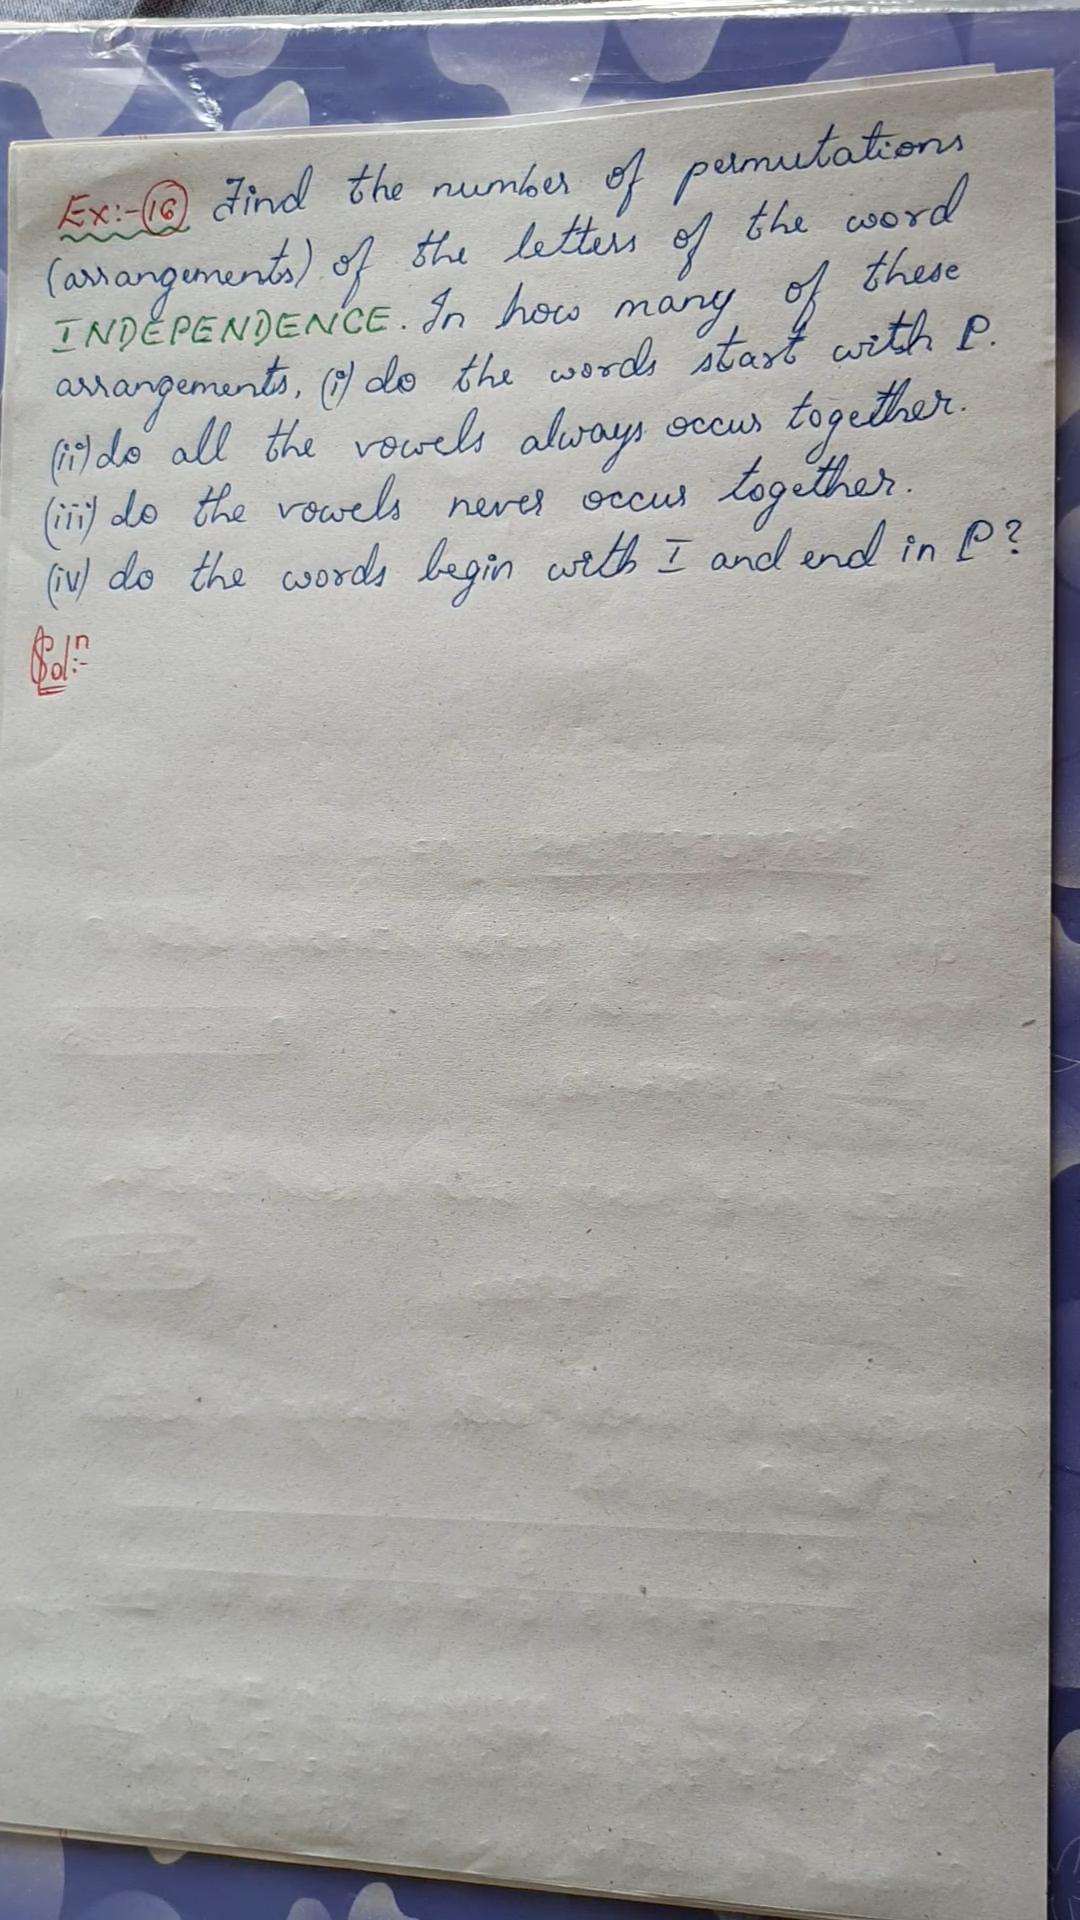 Ex:-(16) Find the number of permutations
(arrangements) of the letters of the word
INDEPENDENCE. In how many of these
arrangements, (i) do the words start with P.
(ii) do all the vowels always occur together.
(iii) do the vowels never occur together.
(iv) do the words begin with I and end in P?
Solⁿ:-